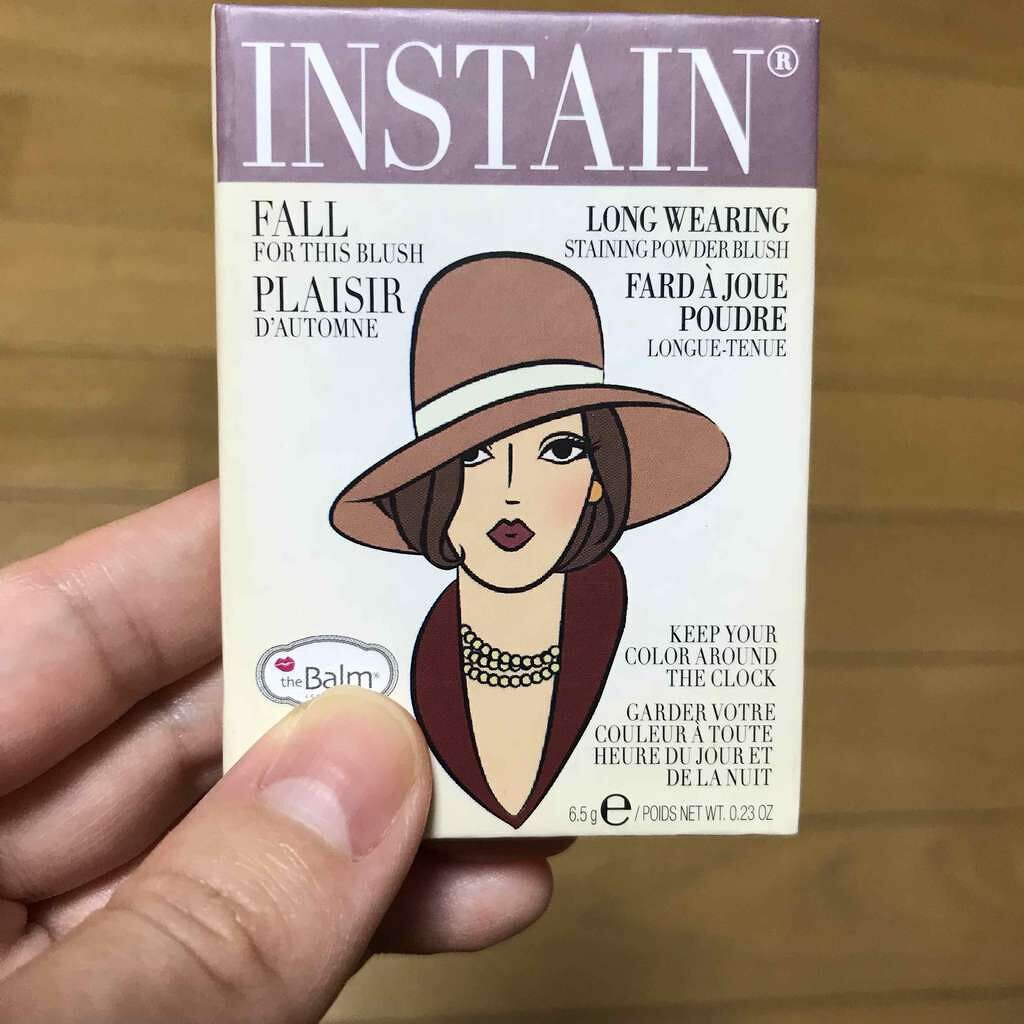 INSTAIN®
FALL
FOR THIS BLUSH
PLAISIR
D'AUTOMNE
LONG WEARING
STAINING POWDER BLUSH
FARD À JOUE
POUDRE
LONGUE-TENUE
the Balm®
KEEP YOUR
COLOR AROUND
THE CLOCK
GARDER VOTRE
COULEUR À TOUTE
HEURE DU JOUR ET
DE LA NUIT
6.5 g e / POIDS NET WT. 0.23 OZ